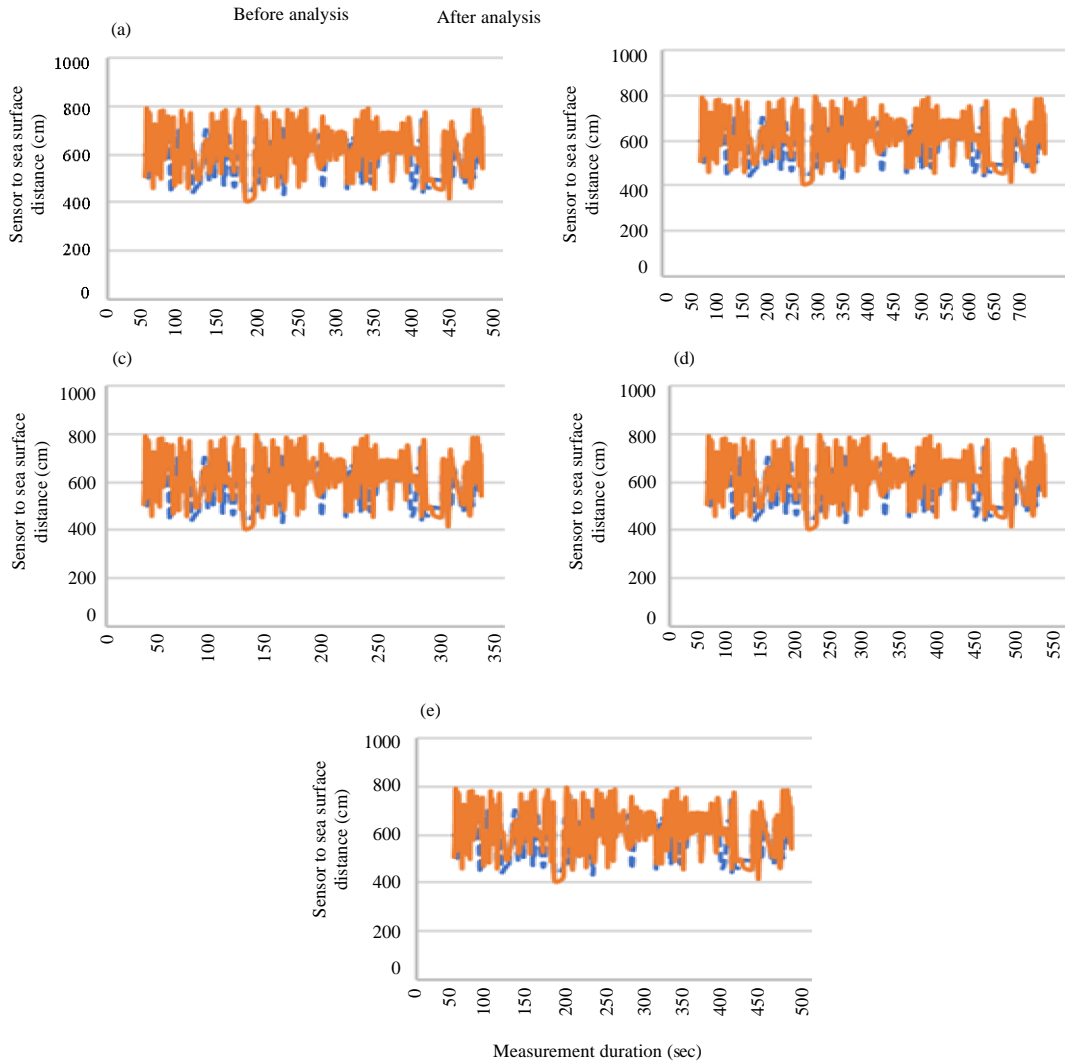 Before analysis After analysis
(a)
Sensor to sea surface
distance (cm)
1000
800
600
400
200
0
0 50 100 150 200 250 300 350 400 450 500
Sensor to sea surface
distance (cm)
1000
800
600
400
200
0
0 50 100 150 200 250 300 350 400 450 500 550 600 650 700
(c)
Sensor to sea surface
distance (cm)
1000
800
600
400
200
0
0 50 100 150 200 250 300 350
(d)
Sensor to sea surface
distance (cm)
1000
800
600
400
200
0
0 50 100 150 200 250 300 350 400 450 500 550
(e)
Sensor to sea surface
distance (cm)
1000
800
600
400
200
0
0 50 100 150 200 250 300 350 400 450 500
Measurement duration (sec)